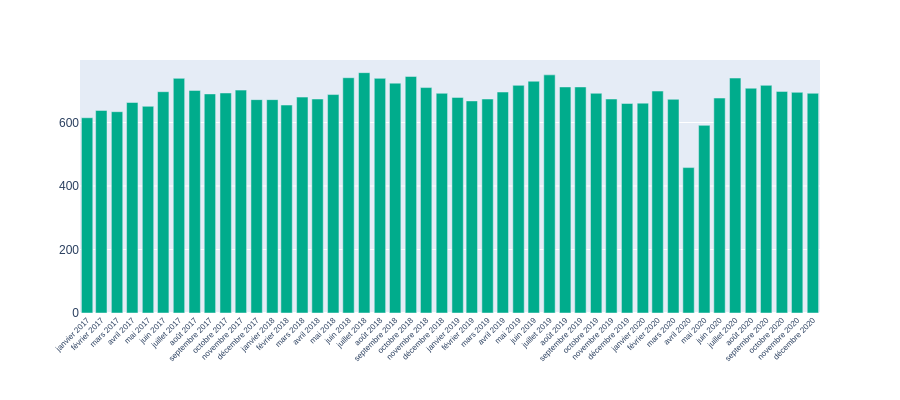 600
400
200
0
janvier 2017
février 2017
mars 2017
avril 2017
mai 2017
juin 2017
juillet 2017
août 2017
septembre 2017
octobre 2017
novembre 2017
décembre 2017
janvier 2018
février 2018
mars 2018
avril 2018
mai 2018
juin 2018
juillet 2018
août 2018
septembre 2018
octobre 2018
novembre 2018
décembre 2018
janvier 2019
février 2019
mars 2019
avril 2019
mai 2019
juin 2019
juillet 2019
août 2019
septembre 2019
octobre 2019
novembre 2019
décembre 2019
janvier 2020
février 2020
mars 2020
avril 2020
mai 2020
juin 2020
juillet 2020
août 2020
septembre 2020
octobre 2020
novembre 2020
décembre 2020